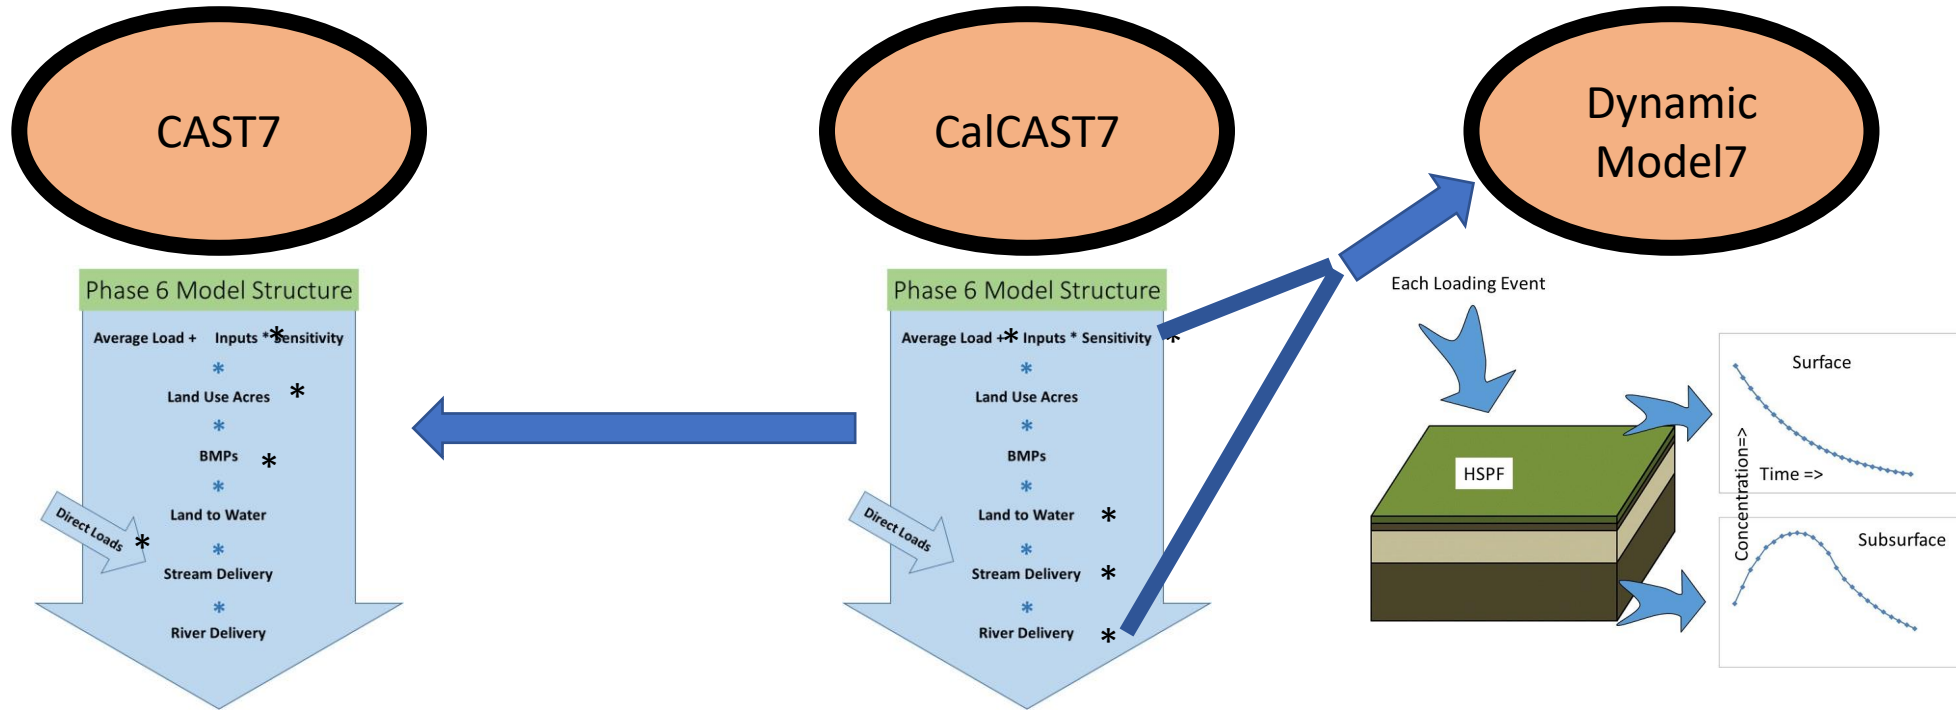 CAST7
Phase 6 Model Structure
Average Load + Inputs * Sensitivity
*
*
Land Use Acres *
*
BMPs *
*
Land to Water
Direct Loads *
*
Stream Delivery
*
River Delivery
CalCAST7
Phase 6 Model Structure
Average Load + * Inputs * Sensitivity *
*
Land Use Acres
*
BMPs
*
Land to Water *
Direct Loads
*
Stream Delivery *
*
River Delivery *
Dynamic
Model7
Each Loading Event
HSPF
Surface
Concentration=>
Time =>
Subsurface